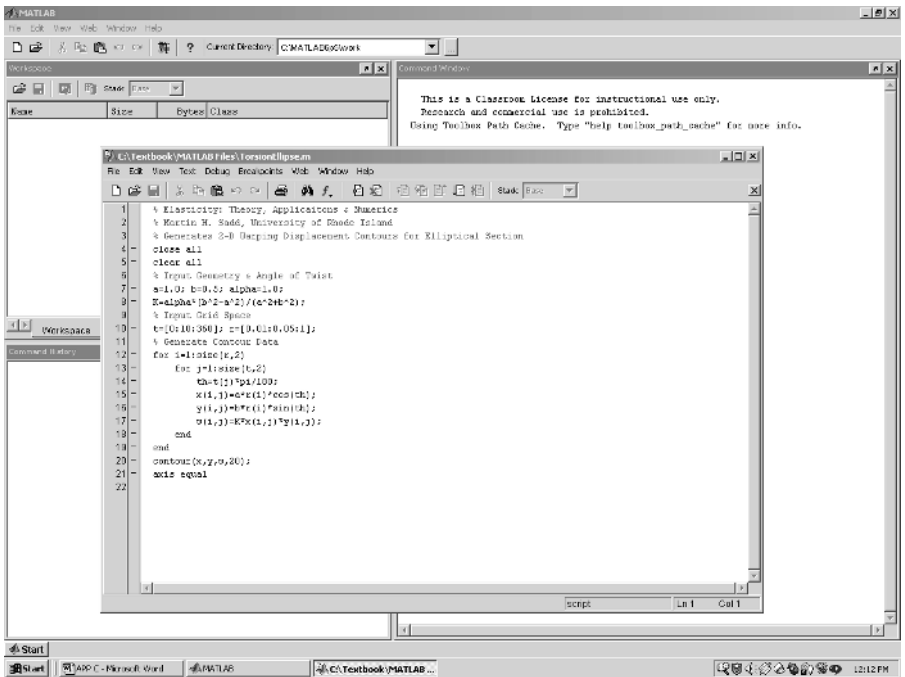 MATLAB
File Edit View Web Window Help
? Current Directory: C:\MATLAB6p5\work
Workspace
Stack: Base
Name Size Bytes Class
Command Window
This is a Classroom License for instructional use only.
Research and commercial use is prohibited.
Using Toolbox Path Cache. Type "help toolbox_path_cache" for more info.
C:\Textbook\MATLAB Files\TorsionEllipse.m
File Edit View Text Debug Breakpoints Web Window Help
Stack: Base
1 % Elasticity: Theory, Applicaitons & Numerics
2 % Martin H. Sadd, University of Rhode Island
3 % Generates 2-D Warping Displacement Contours for Elliptical Section
4 - close all
5 - clear all
6 % Input Geometry & Angle of Twist
7 - a=1.0; b=0.5; alpha=1.0;
8 - K=alpha*(b^2-a^2)/(a^2+b^2);
9 % Input Grid Space
10 - t=[0:10:360]; r=[0.01:0.05:1];
11 % Generate Contour Data
12 - for i=1:size(r,2)
13 - for j=1:size(t,2)
14 - th=t(j)*pi/180;
15 - x(i,j)=a*r(i)*cos(th);
16 - y(i,j)=b*r(i)*sin(th);
17 - w(i,j)=K*x(i,j)*y(i,j);
18 - end
19 - end
20 - contour(x,y,w,20);
21 - axis equal
22
Workspace
Command History
script Ln 1 Col 1
Start
Start APP C - Microsoft Word MATLAB C:\Textbook\MATLAB ... 12:12 PM